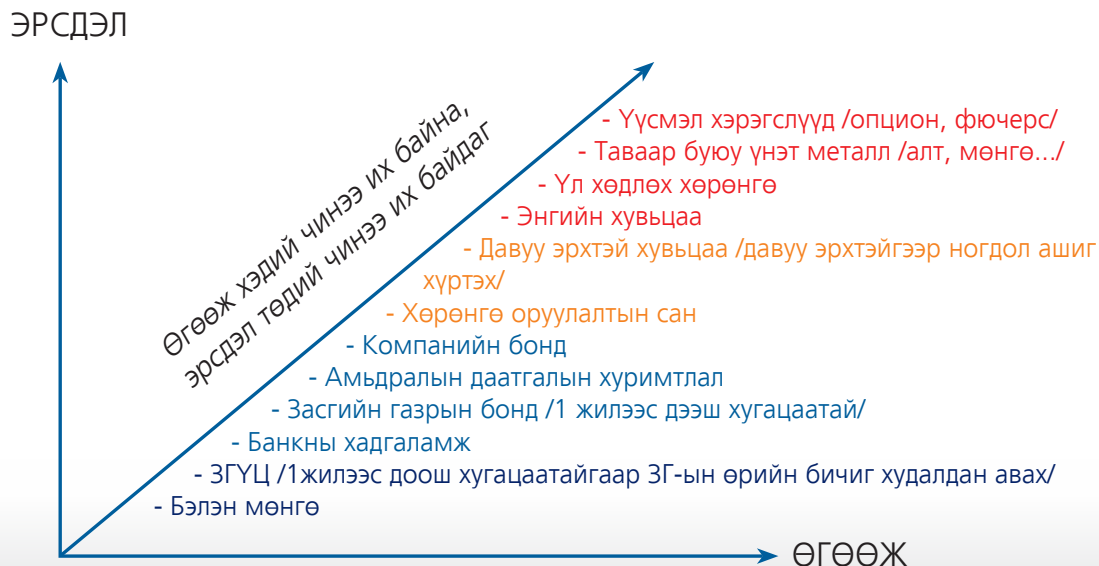 ЭРСДЭЛ
Өгөөж хэдий чинээ их байна,
эрсдэл төдий чинээ их байдаг
- Үүсмэл хэрэгслүүд /опцион, фючерс/
- Таваар буюу үнэт металл /алт, мөнгө.../
- Үл хөдлөх хөрөнгө
- Энгийн хувьцаа
- Давуу эрхтэй хувьцаа /давуу эрхтэйгээр ногдол ашиг
хүртэх/
- Хөрөнгө оруулалтын сан
- Компанийн бонд
- Амьдралын даатгалын хуримтлал
- Засгийн газрын бонд /1 жилээс дээш хугацаатай/
- Банкны хадгаламж
- ЗГҮЦ /1жилээс доош хугацаатайгаар ЗГ-ын өрийн бичиг худалдан авах/
- Бэлэн мөнгө
ӨГӨӨЖ